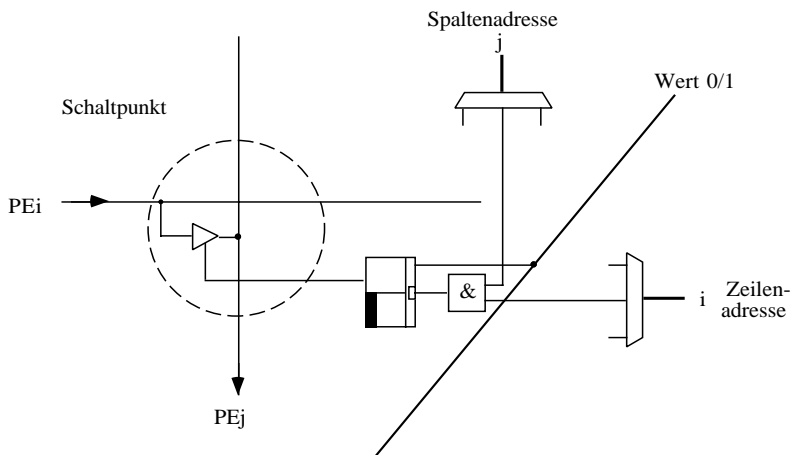 Spaltenadresse
j
Wert 0/1
Schaltpunkt
PEi
&
i Zeilen-
adresse
PEj